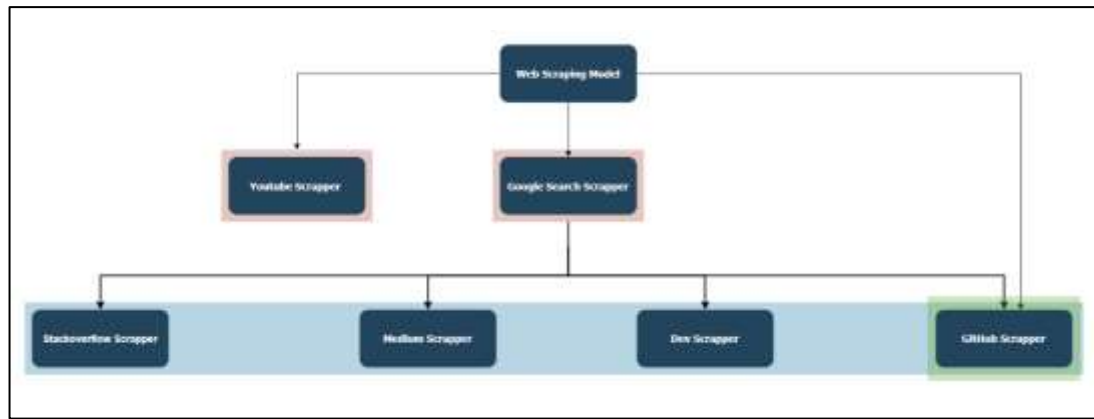 Web Scraping Model
Youtube Scrapper
Google Search Scrapper
Stackoverflow Scrapper
Medium Scrapper
Dev Scrapper
GitHub Scrapper